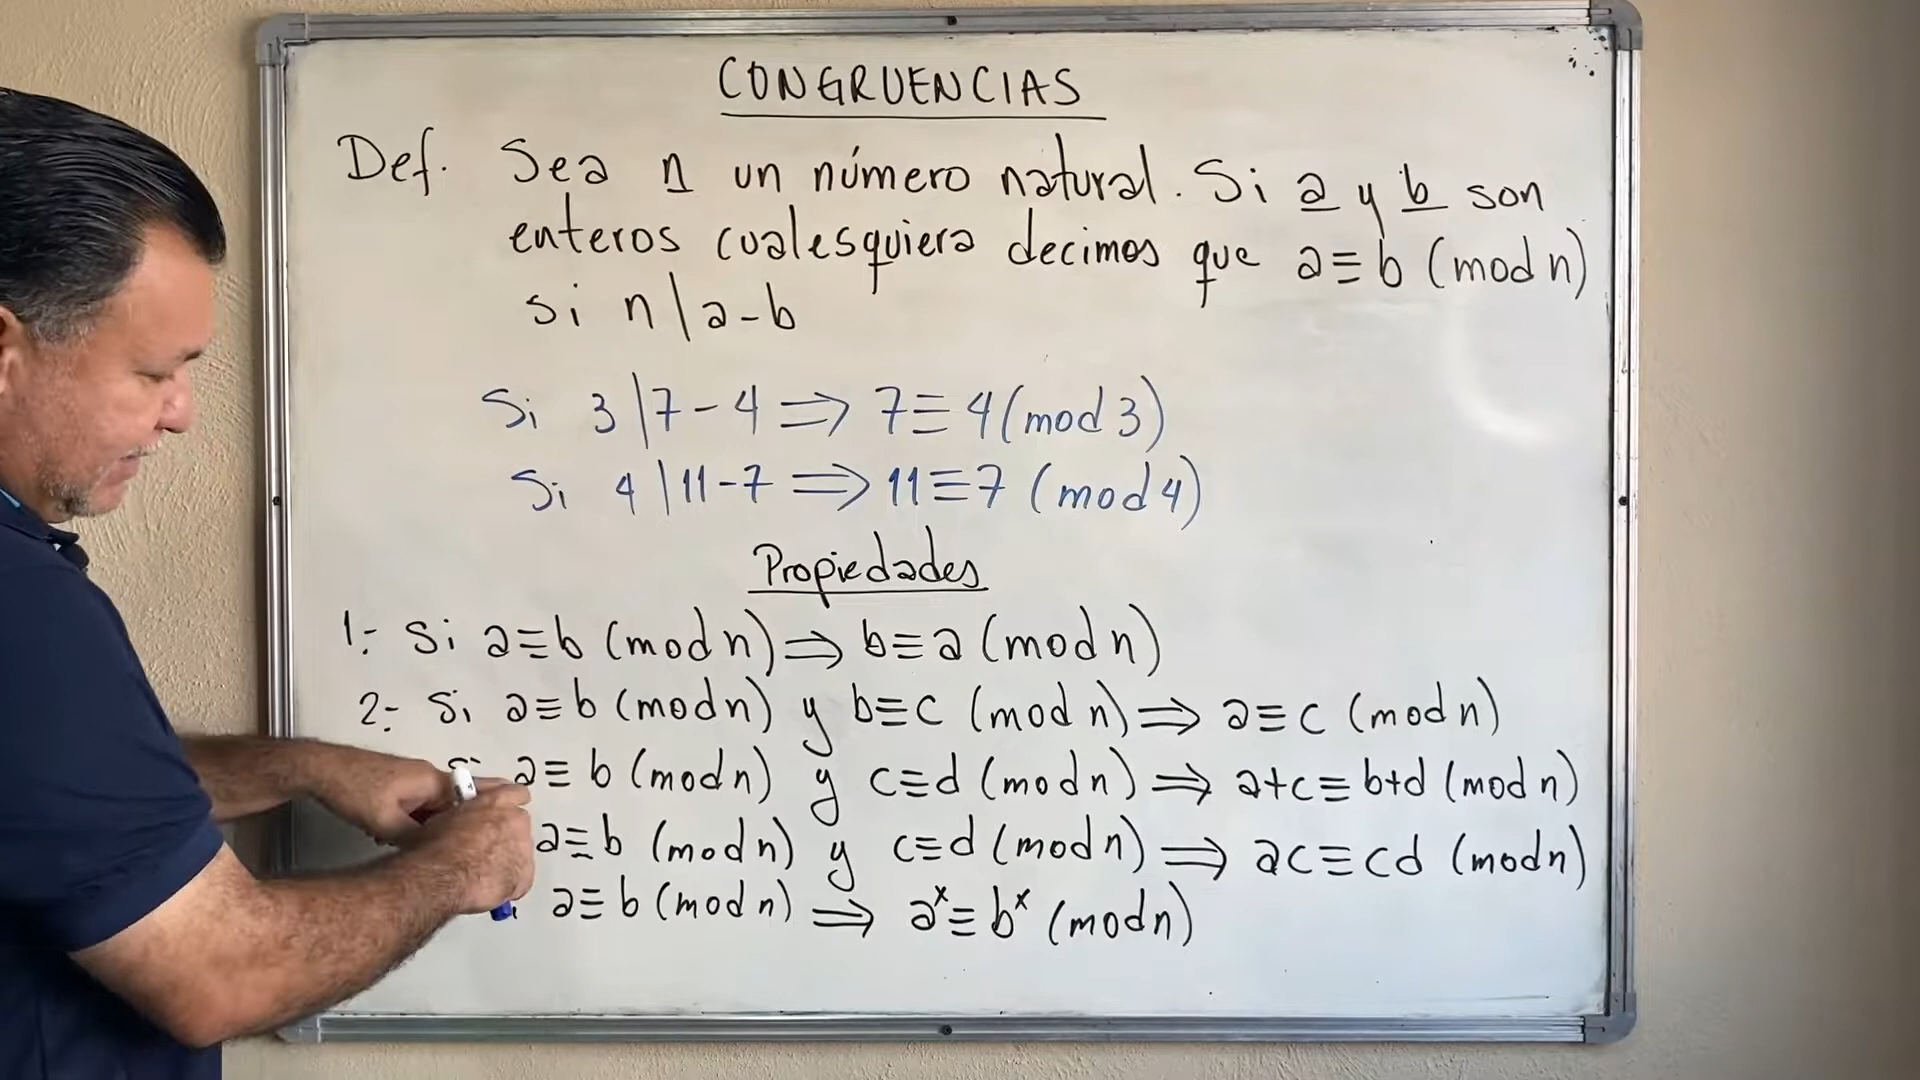 CONGRUENCIAS
Def. Sea n un número natural. Si a y b son
enteros cualesquiera decimos que a≡b (mod n)
si n|a-b
Si 3|7-4 ⟹ 7≡4(mod 3)
Si 4|11-7 ⟹ 11≡7 (mod 4)
Propiedades
1.- Si a≡b (mod n) ⟹ b≡a (mod n)
2.- Si a≡b (mod n) y b≡c (mod n) ⟹ a≡c (mod n)
a≡b (mod n) y c≡d (mod n) ⟹ a+c≡b+d (mod n)
a≡b (mod n) y c≡d (mod n) ⟹ ac≡cd (mod n)
a≡b (mod n) ⟹ aˣ≡bˣ (mod n)